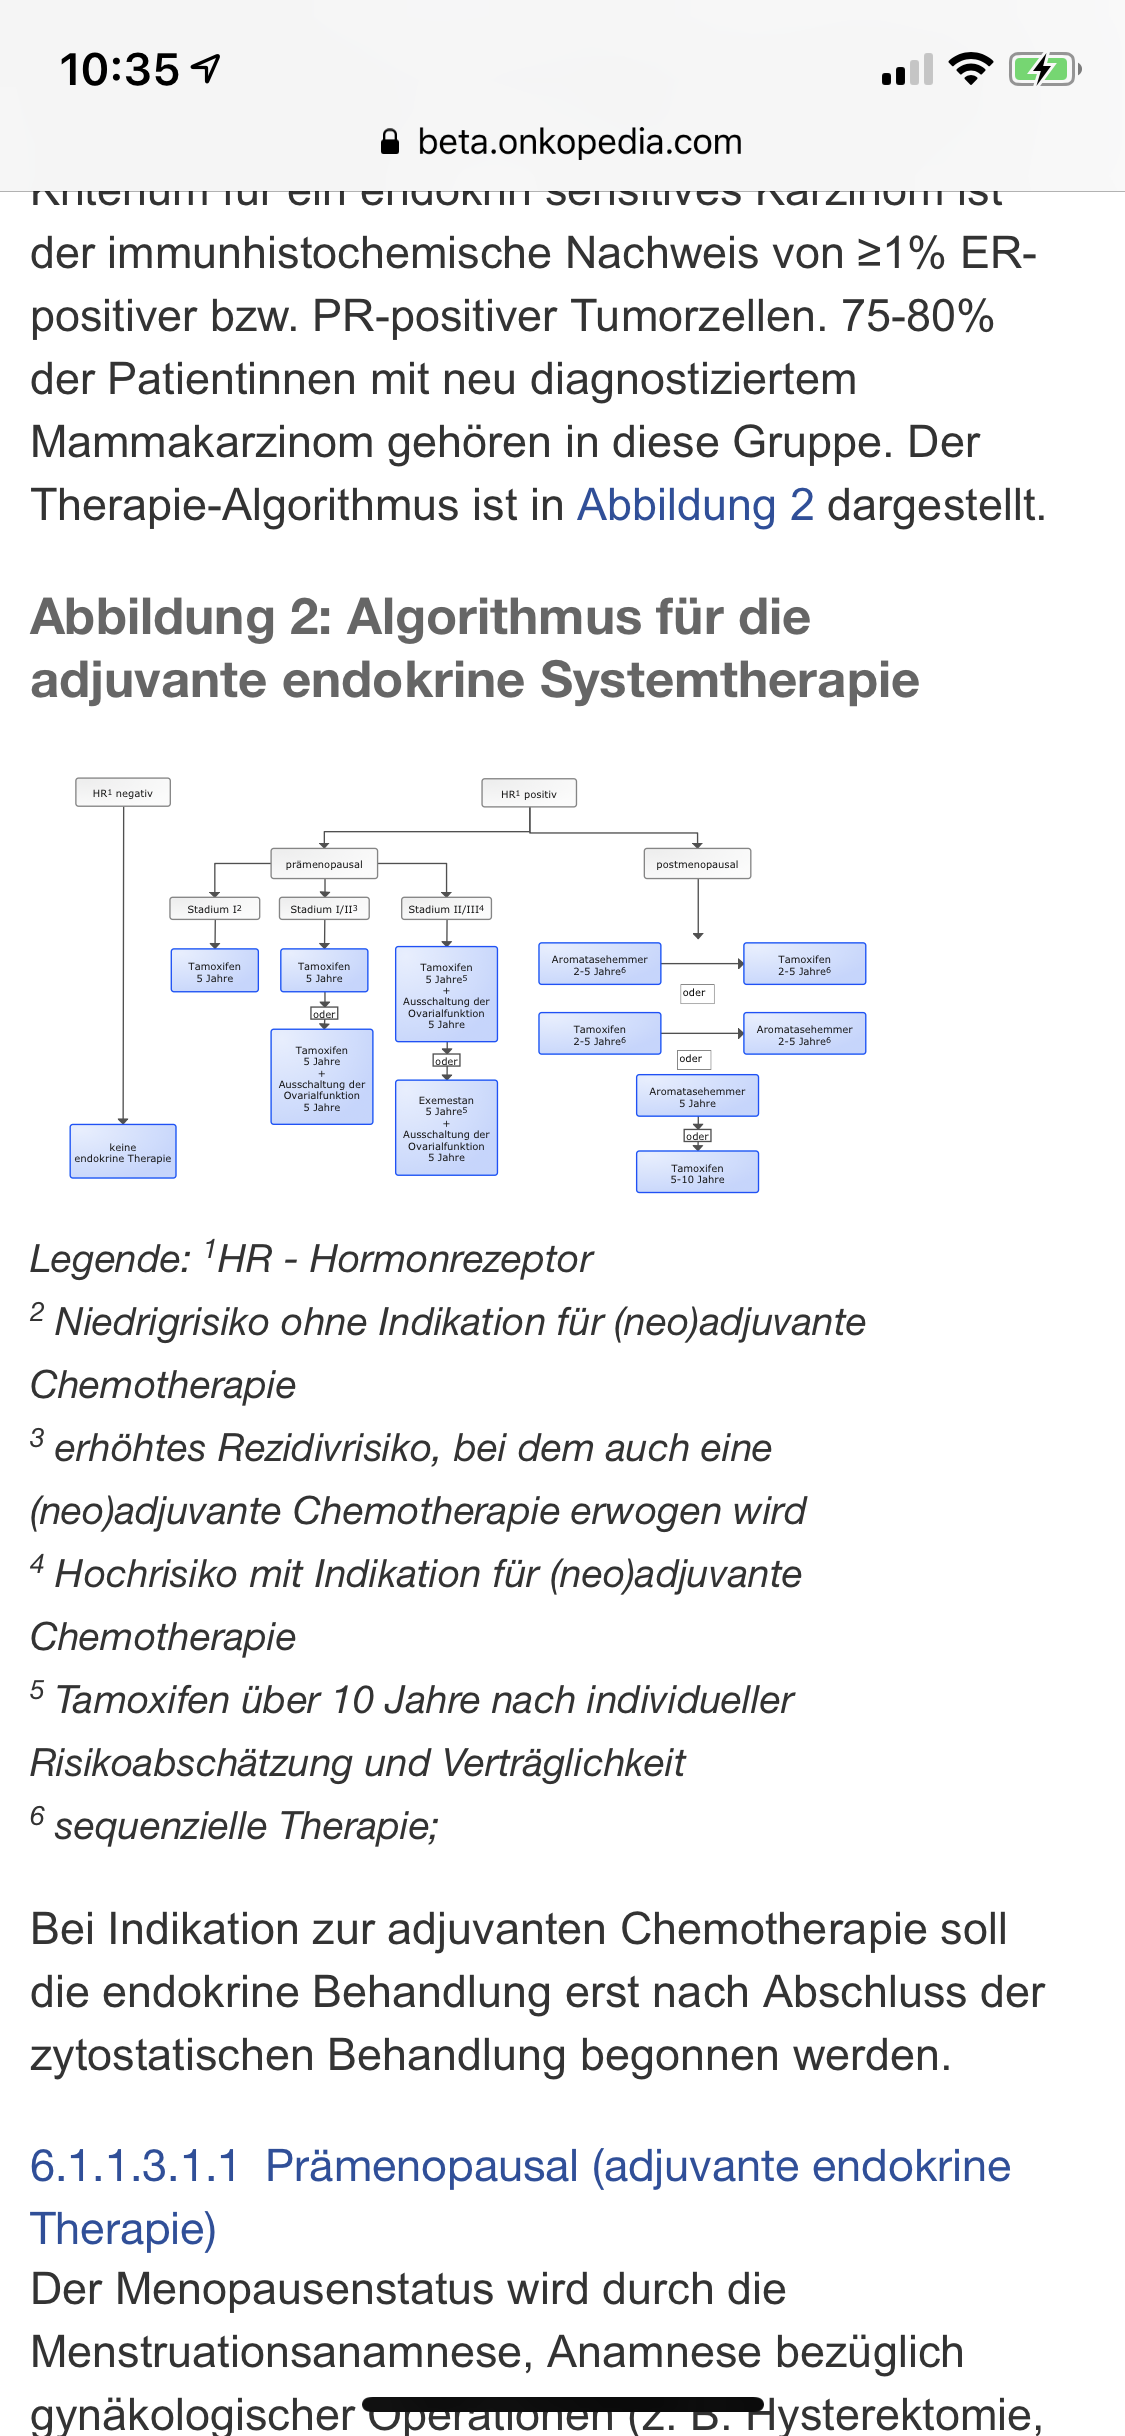 10:35
beta.onkopedia.com
Kriterium für ein endokrin sensitives Karzinom ist
der immunhistochemische Nachweis von ≥1% ER-
positiver bzw. PR-positiver Tumorzellen. 75-80%
der Patientinnen mit neu diagnostiziertem
Mammakarzinom gehören in diese Gruppe. Der
Therapie-Algorithmus ist in Abbildung 2 dargestellt.
Abbildung 2: Algorithmus für die
adjuvante endokrine Systemtherapie
HR¹ negativ
HR¹ positiv
prämenopausal
postmenopausal
Stadium I²
Stadium I/II³
Stadium II/III⁴
Tamoxifen
5 Jahre
Tamoxifen
5 Jahre
oder
Tamoxifen
5 Jahre
+
Ausschaltung der
Ovarialfunktion
5 Jahre
Tamoxifen
5 Jahre⁵
+
Ausschaltung der
Ovarialfunktion
5 Jahre
oder
Exemestan
5 Jahre⁵
+
Ausschaltung der
Ovarialfunktion
5 Jahre
Aromatasehemmer
2-5 Jahre⁶
Tamoxifen
2-5 Jahre⁶
oder
Tamoxifen
2-5 Jahre⁶
Aromatasehemmer
2-5 Jahre⁶
oder
Aromatasehemmer
5 Jahre
oder
Tamoxifen
5-10 Jahre
keine
endokrine Therapie
Legende: ¹HR - Hormonrezeptor
² Niedrigrisiko ohne Indikation für (neo)adjuvante
Chemotherapie
³ erhöhtes Rezidivrisiko, bei dem auch eine
(neo)adjuvante Chemotherapie erwogen wird
⁴ Hochrisiko mit Indikation für (neo)adjuvante
Chemotherapie
⁵ Tamoxifen über 10 Jahre nach individueller
Risikoabschätzung und Verträglichkeit
⁶ sequenzielle Therapie;
Bei Indikation zur adjuvanten Chemotherapie soll
die endokrine Behandlung erst nach Abschluss der
zytostatischen Behandlung begonnen werden.
6.1.1.3.1.1 Prämenopausal (adjuvante endokrine
Therapie)
Der Menopausenstatus wird durch die
Menstruationsanamnese, Anamnese bezüglich
gynäkologischer Operationen (z. B. Hysterektomie,